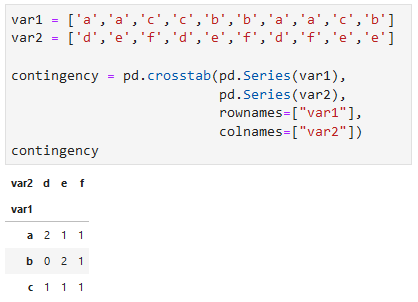 var1 = ['a','a','c','c','b','b','a','a','c','b']
var2 = ['d','e','f','d','e','f','d','f','e','e']
contingency = pd.crosstab(pd.Series(var1),
pd.Series(var2),
rownames=["var1"],
colnames=["var2"])
contingency
var2 d e f
var1
a 2 1 1
b 0 2 1
c 1 1 1